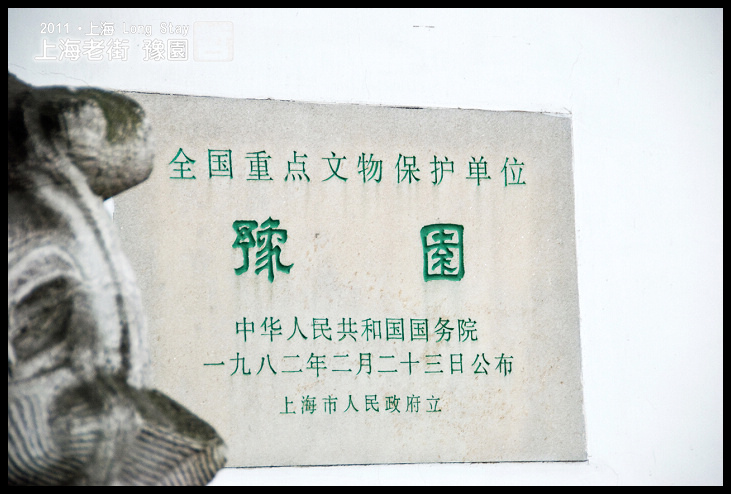 2011·上海 Long Stay
上海老街 豫園
全国重点文物保护单位
豫園
中华人民共和国国务院
一九八二年二月二十三日公布
上海市人民政府立